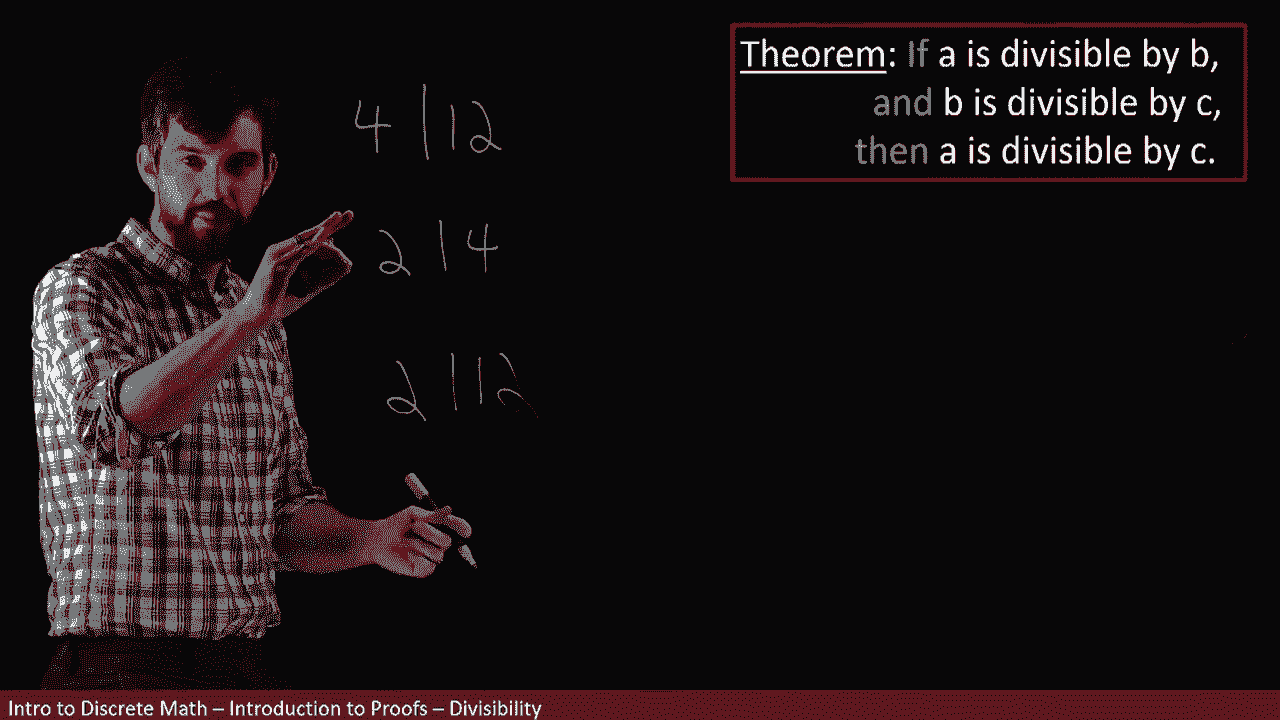 Theorem: If a is divisible by b,
and b is divisible by c,
then a is divisible by c.
4 | 12
2 | 4
2 | 12
Intro to Discrete Math – Introduction to Proofs – Divisibility